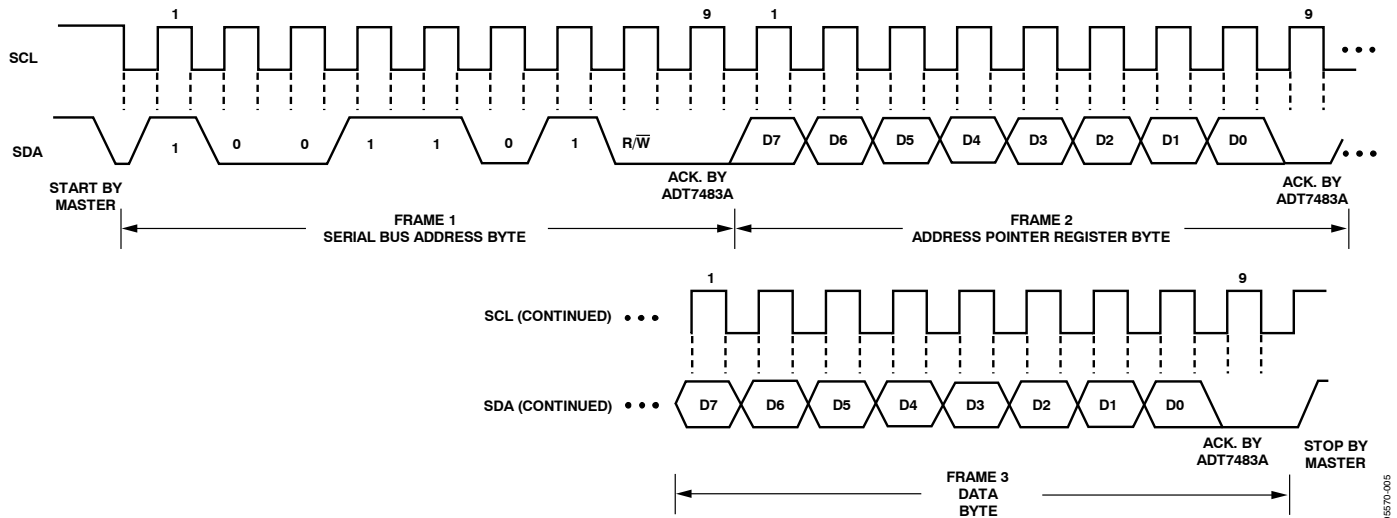 1 9 1 9
SCL
SDA
1 0 0 1 1 0 1 R/W̅ D7 D6 D5 D4 D3 D2 D1 D0
START BY
MASTER
ACK. BY
ADT7483A
ACK. BY
ADT7483A
FRAME 1
SERIAL BUS ADDRESS BYTE
FRAME 2
ADDRESS POINTER REGISTER BYTE
1 9
SCL (CONTINUED)
SDA (CONTINUED)
D7 D6 D5 D4 D3 D2 D1 D0
ACK. BY
ADT7483A
STOP BY
MASTER
FRAME 3
DATA
BYTE
05570-005